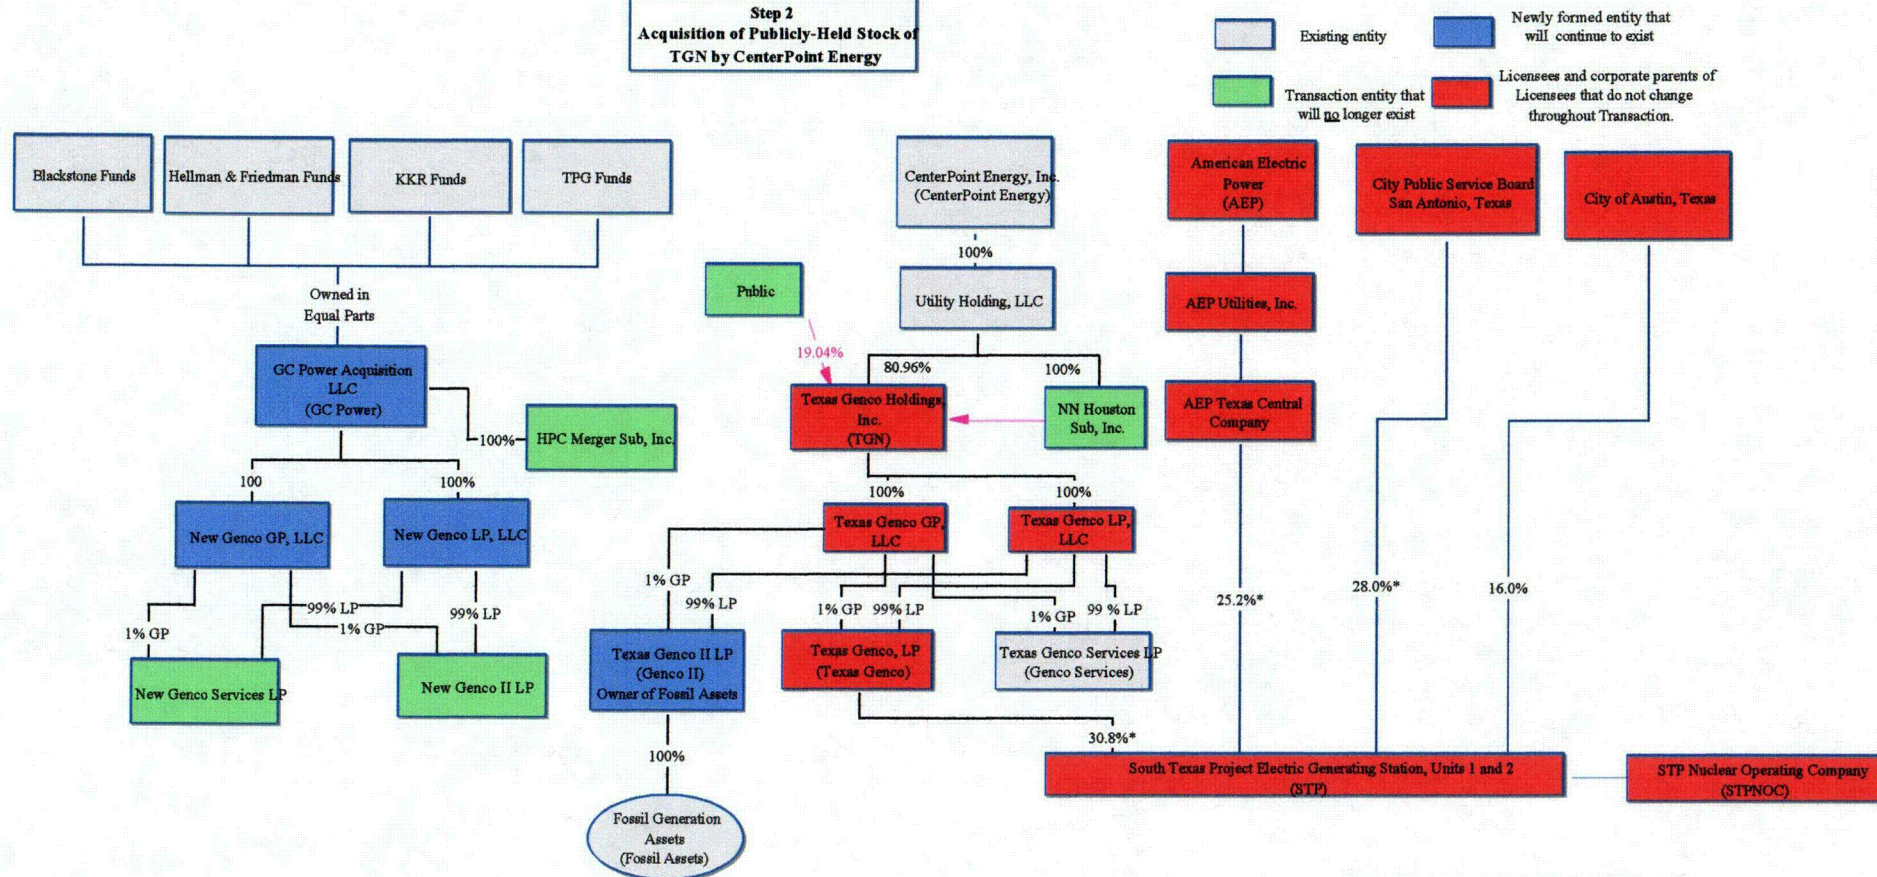 Step 2
Acquisition of Publicly-Held Stock of
TGN by CenterPoint Energy
Existing entity
Newly formed entity that
will continue to exist
Transaction entity that
will no longer exist
Licensees and corporate parents of
Licensees that do not change
throughout Transaction.
Blackstone Funds
Hellman & Friedman Funds
KKR Funds
TPG Funds
CenterPoint Energy, Inc.
(CenterPoint Energy)
American Electric
Power
(AEP)
City Public Service Board
San Antonio, Texas
City of Austin, Texas
100%
Owned in
Equal Parts
Public
Utility Holding, LLC
AEP Utilities, Inc.
19.04%
80.96%
100%
GC Power Acquisition
LLC
(GC Power)
100%
HPC Merger Sub, Inc.
Texas Genco Holdings,
Inc.
(TGN)
NN Houston
Sub, Inc.
AEP Texas Central
Company
100
100%
100%
100%
New Genco GP, LLC
New Genco LP, LLC
Texas Genco GP,
LLC
Texas Genco LP,
LLC
1% GP
99% LP
1% GP
99% LP
1% GP
99% LP
1% GP
99% LP
1% GP
99 % LP
25.2%*
28.0%*
16.0%
New Genco Services LP
New Genco II LP
Texas Genco II LP
(Genco II)
Owner of Fossil Assets
Texas Genco, LP
(Texas Genco)
Texas Genco Services LP
(Genco Services)
100%
30.8%*
South Texas Project Electric Generating Station, Units 1 and 2
(STP)
STP Nuclear Operating Company
(STPNOC)
Fossil Generation
Assets
(Fossil Assets)